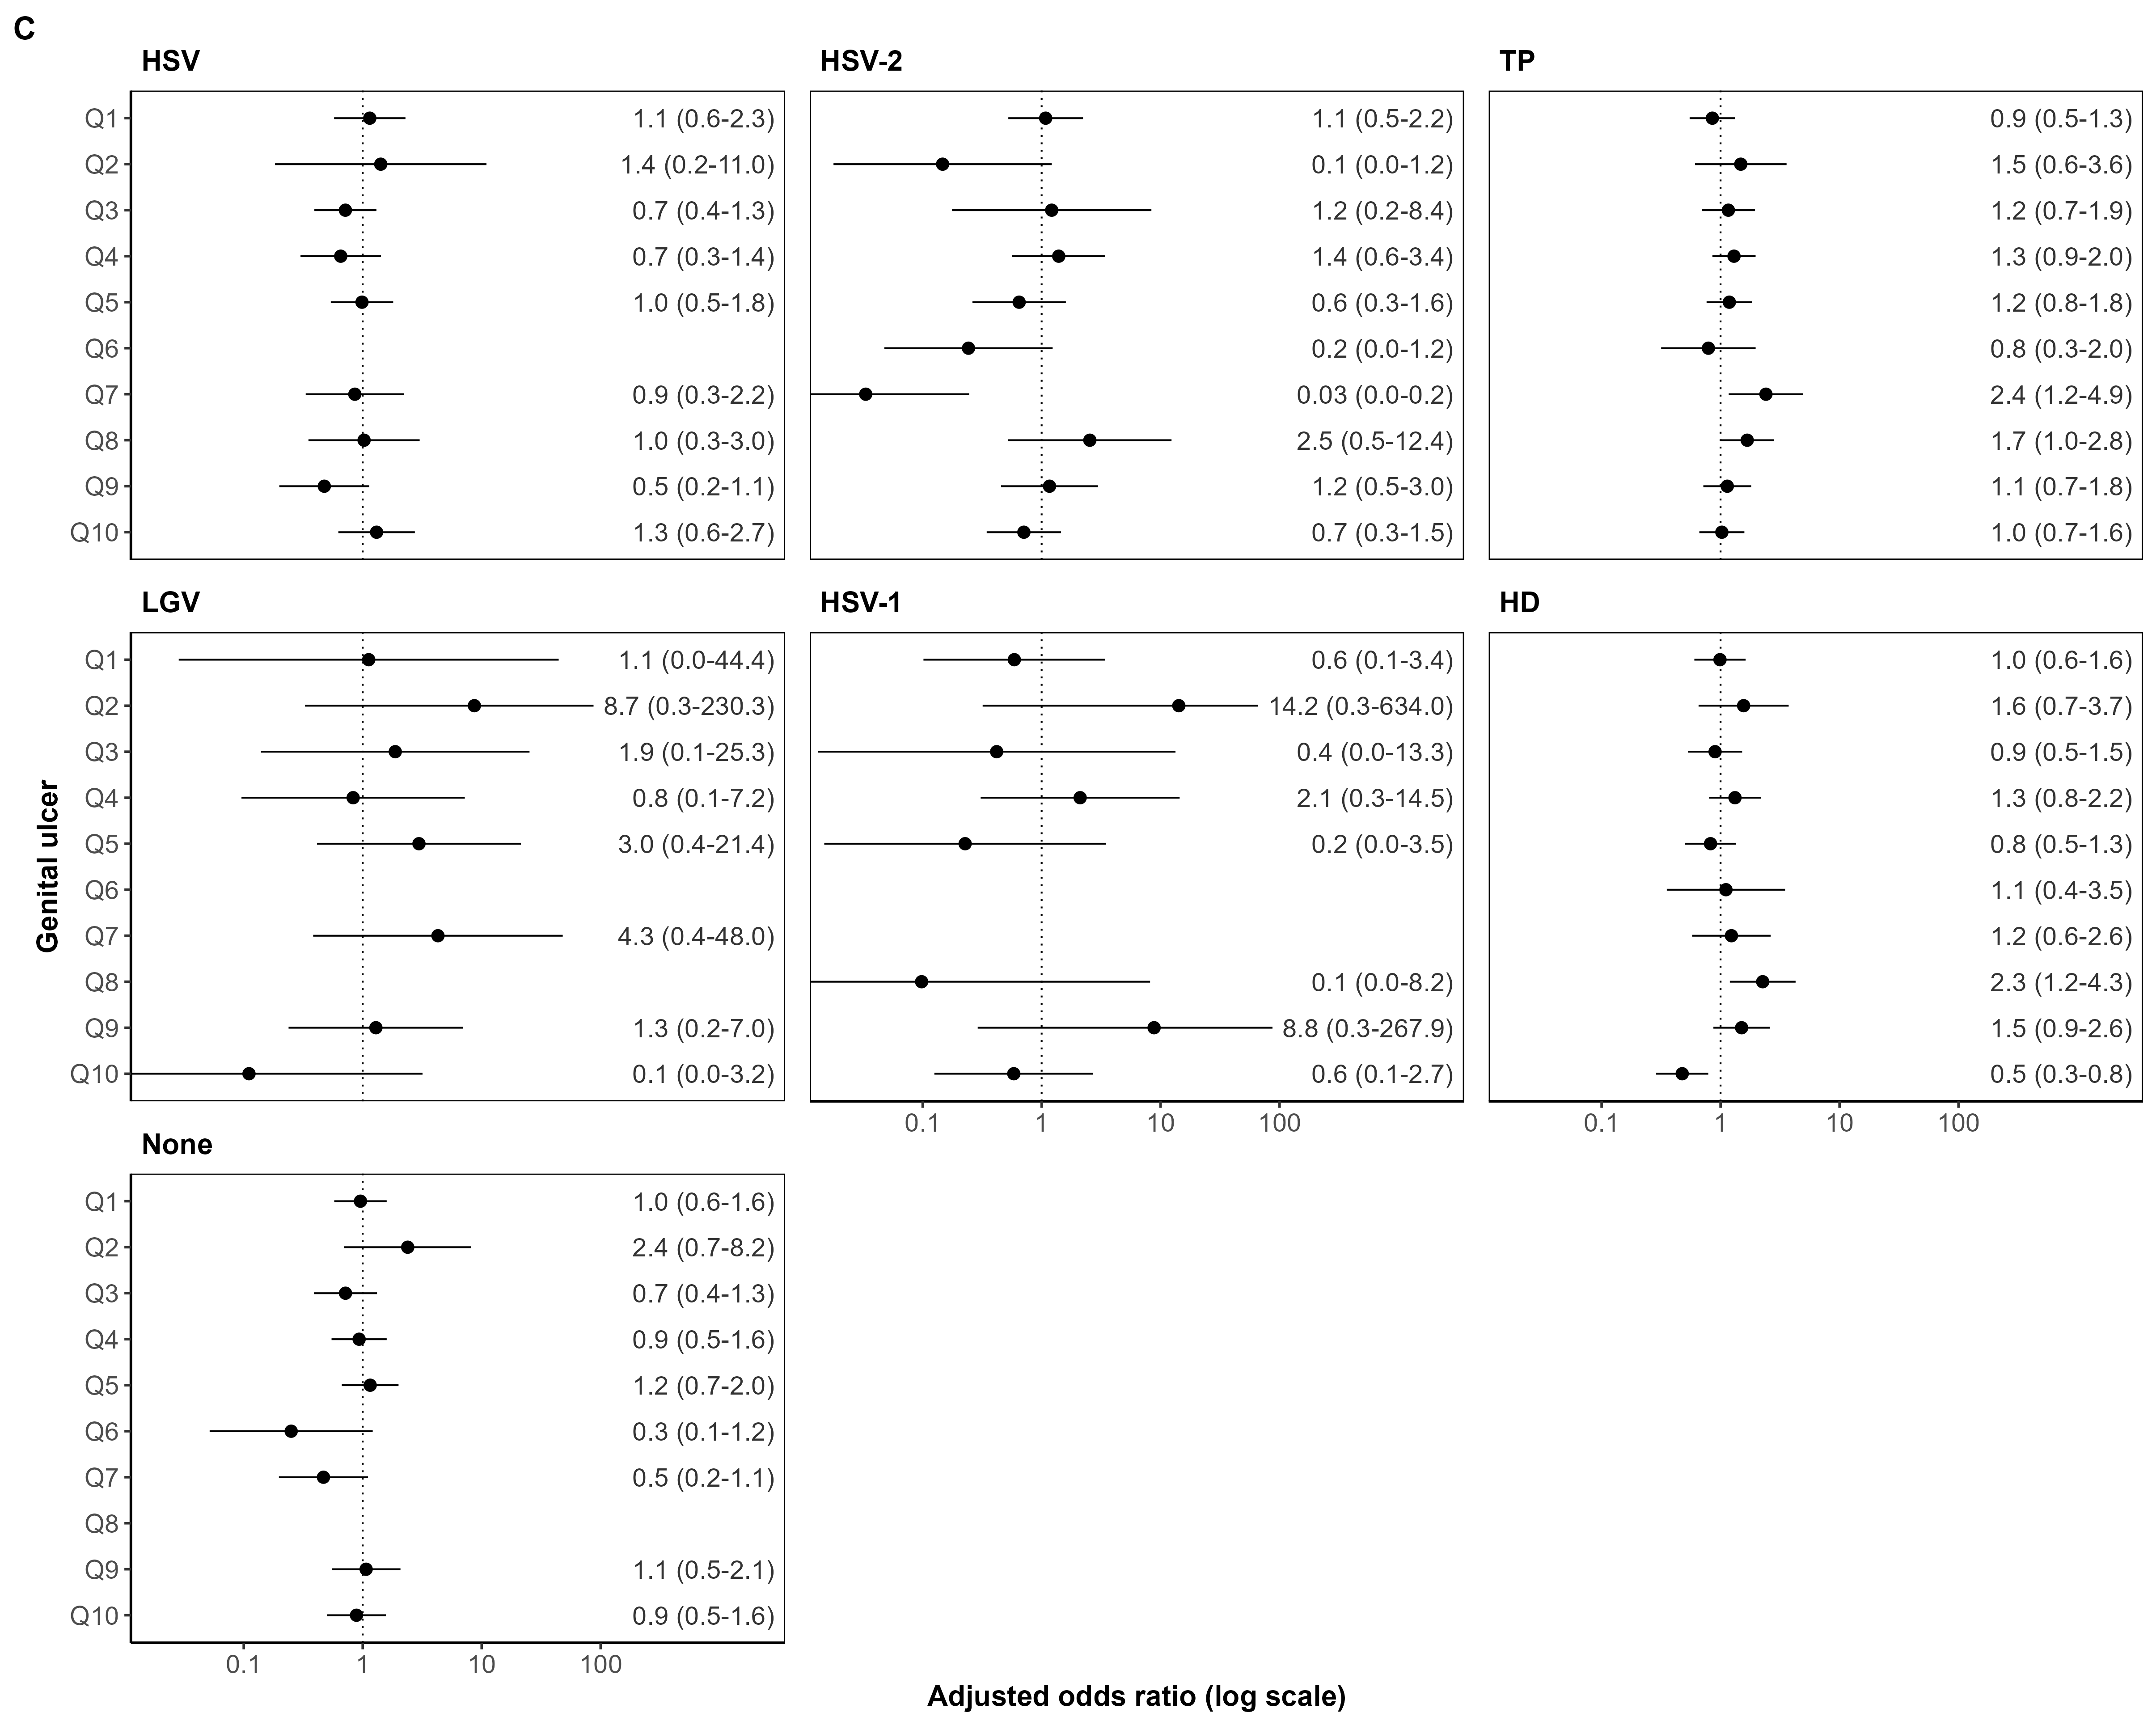 C
HSV
Q1 1.1 (0.6-2.3)
Q2 1.4 (0.2-11.0)
Q3 0.7 (0.4-1.3)
Q4 0.7 (0.3-1.4)
Q5 1.0 (0.5-1.8)
Q6
Q7 0.9 (0.3-2.2)
Q8 1.0 (0.3-3.0)
Q9 0.5 (0.2-1.1)
Q10 1.3 (0.6-2.7)
HSV-2
1.1 (0.5-2.2)
0.1 (0.0-1.2)
1.2 (0.2-8.4)
1.4 (0.6-3.4)
0.6 (0.3-1.6)
0.2 (0.0-1.2)
0.03 (0.0-0.2)
2.5 (0.5-12.4)
1.2 (0.5-3.0)
0.7 (0.3-1.5)
TP
0.9 (0.5-1.3)
1.5 (0.6-3.6)
1.2 (0.7-1.9)
1.3 (0.9-2.0)
1.2 (0.8-1.8)
0.8 (0.3-2.0)
2.4 (1.2-4.9)
1.7 (1.0-2.8)
1.1 (0.7-1.8)
1.0 (0.7-1.6)
Genital ulcer
LGV
Q1 1.1 (0.0-44.4)
Q2 8.7 (0.3-230.3)
Q3 1.9 (0.1-25.3)
Q4 0.8 (0.1-7.2)
Q5 3.0 (0.4-21.4)
Q6
Q7 4.3 (0.4-48.0)
Q8
Q9 1.3 (0.2-7.0)
Q10 0.1 (0.0-3.2)
HSV-1
0.6 (0.1-3.4)
14.2 (0.3-634.0)
0.4 (0.0-13.3)
2.1 (0.3-14.5)
0.2 (0.0-3.5)
0.1 (0.0-8.2)
8.8 (0.3-267.9)
0.6 (0.1-2.7)
0.1 1 10 100
HD
1.0 (0.6-1.6)
1.6 (0.7-3.7)
0.9 (0.5-1.5)
1.3 (0.8-2.2)
0.8 (0.5-1.3)
1.1 (0.4-3.5)
1.2 (0.6-2.6)
2.3 (1.2-4.3)
1.5 (0.9-2.6)
0.5 (0.3-0.8)
0.1 1 10 100
None
Q1 1.0 (0.6-1.6)
Q2 2.4 (0.7-8.2)
Q3 0.7 (0.4-1.3)
Q4 0.9 (0.5-1.6)
Q5 1.2 (0.7-2.0)
Q6 0.3 (0.1-1.2)
Q7 0.5 (0.2-1.1)
Q8
Q9 1.1 (0.5-2.1)
Q10 0.9 (0.5-1.6)
0.1 1 10 100
Adjusted odds ratio (log scale)